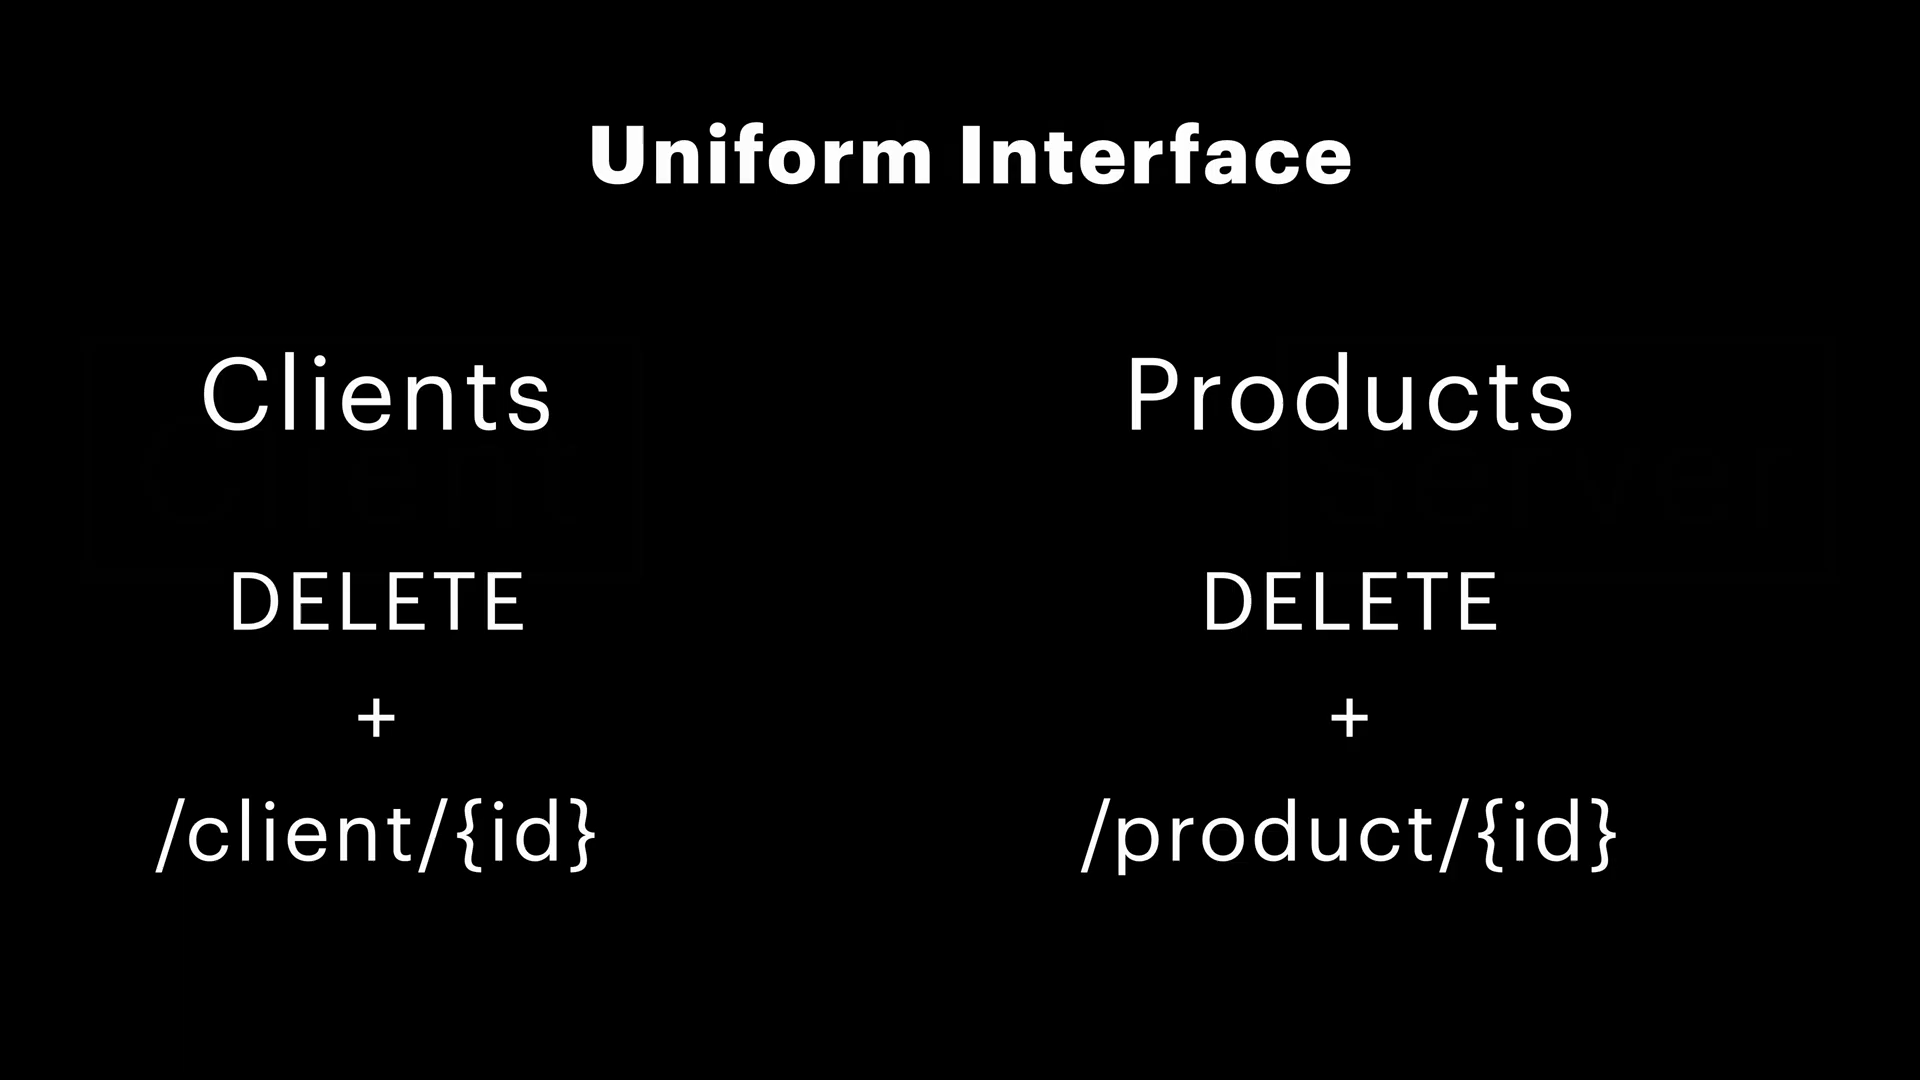 Uniform Interface
Clients
Products
DELETE
DELETE
+
+
/client/{id}
/product/{id}